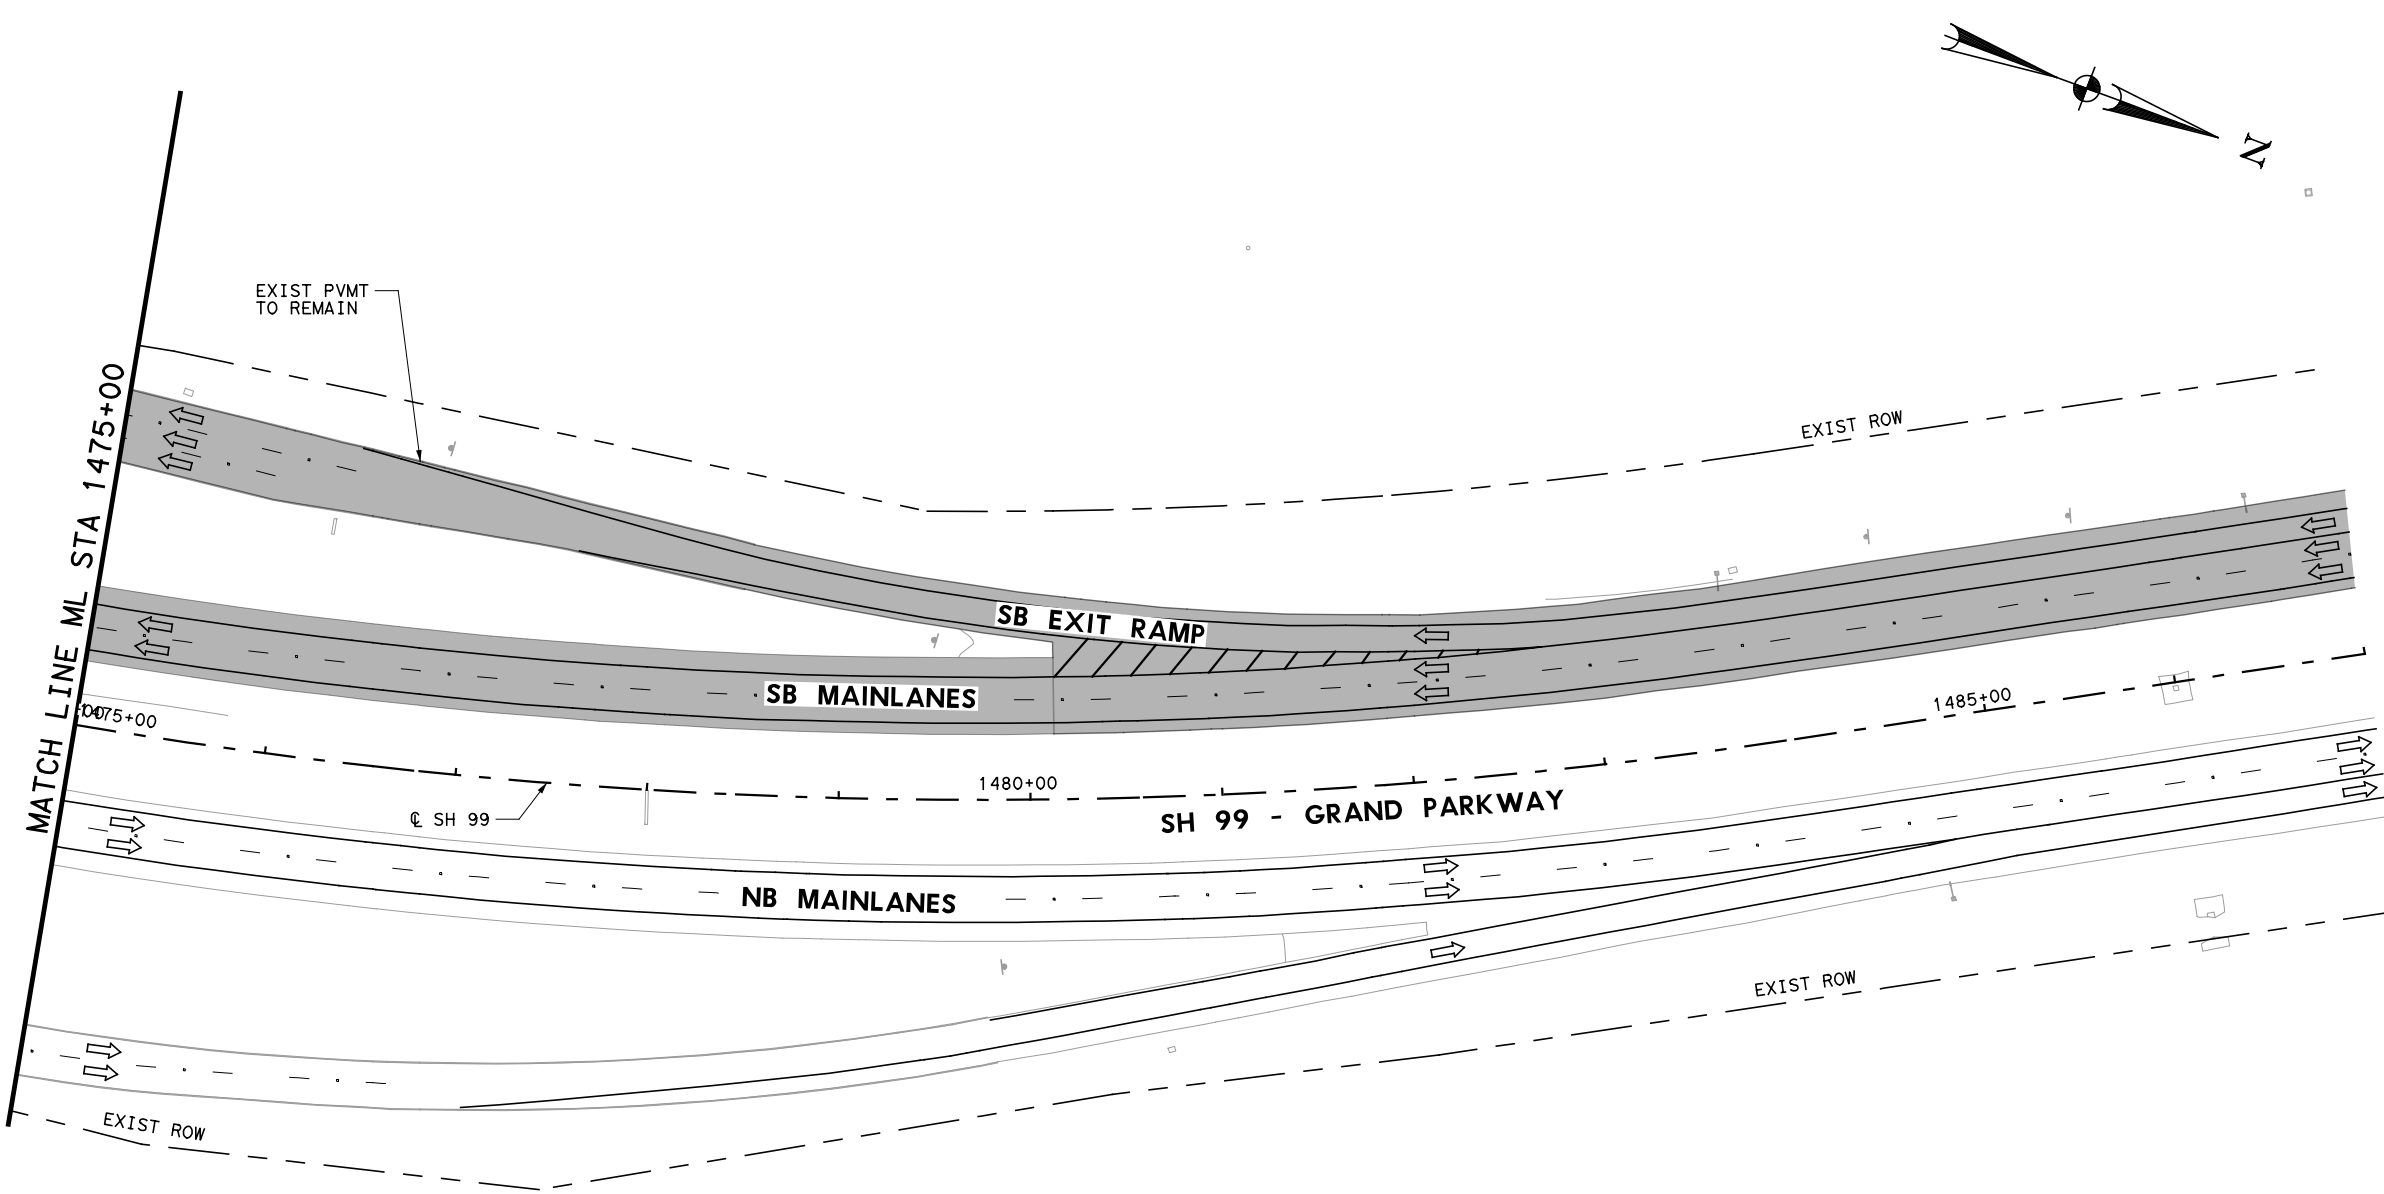 N
EXIST PVMT
TO REMAIN
MATCH LINE ML STA 1475+00
EXIST ROW
SB EXIT RAMP
SB MAINLANES
1475+00
1485+00
1480+00
℄ SH 99
SH 99 - GRAND PARKWAY
NB MAINLANES
EXIST ROW
EXIST ROW